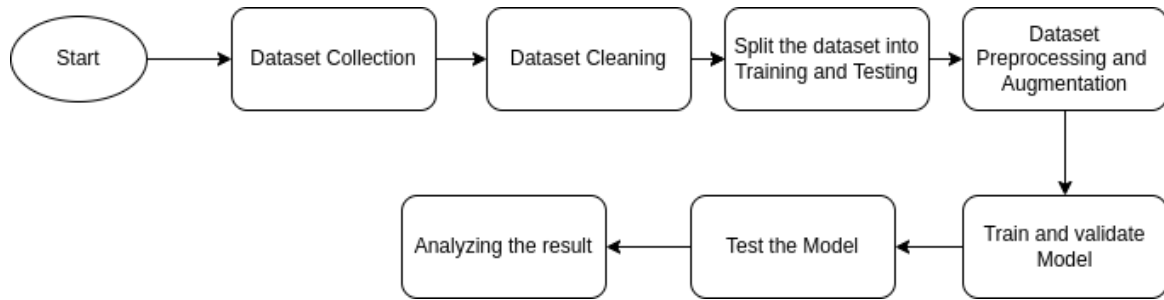 Start
Dataset Collection
Dataset Cleaning
Split the dataset into
Training and Testing
Dataset
Preprocessing and
Augmentation
Train and validate
Model
Test the Model
Analyzing the result